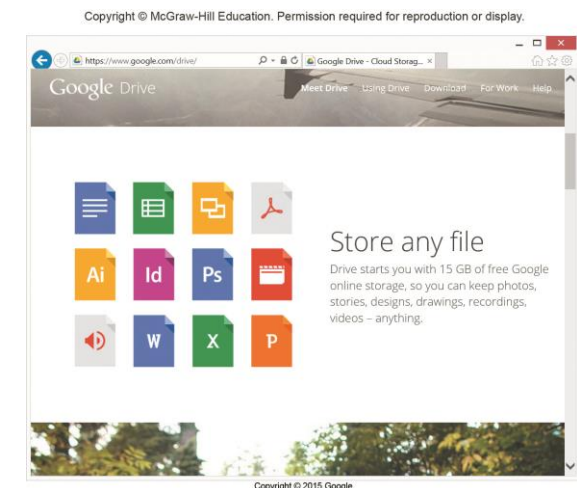 Copyright © McGraw-Hill Education. Permission required for reproduction or display.
https://www.google.com/drive/
Google Drive - Cloud Storag...
Google Drive
Meet Drive Using Drive Download For Work Help
Ai Id Ps
W X P
Store any file
Drive starts you with 15 GB of free Google
online storage, so you can keep photos,
stories, designs, drawings, recordings,
videos – anything.
Copyright © 2015 Google